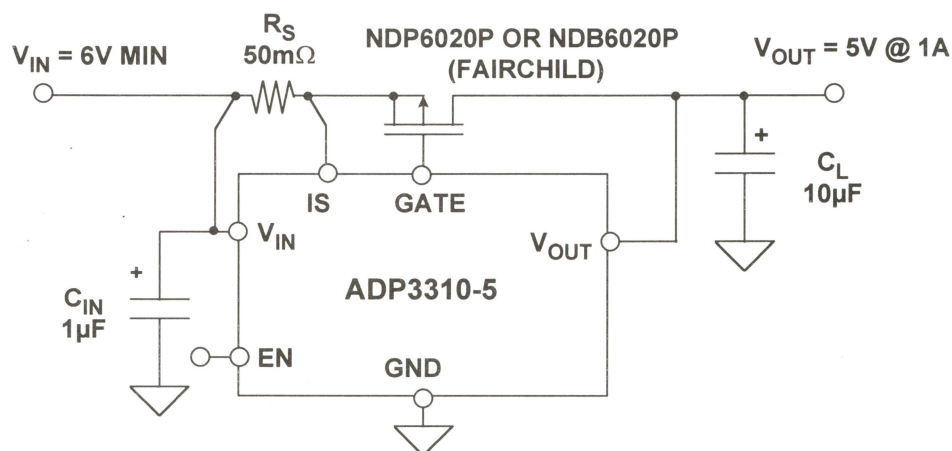 R_S
50mΩ
NDP6020P OR NDB6020P
(FAIRCHILD)
V_IN = 6V MIN
V_OUT = 5V @ 1A
+
C_L
10µF
IS
GATE
V_IN
V_OUT
ADP3310-5
+
C_IN
1µF
EN
GND